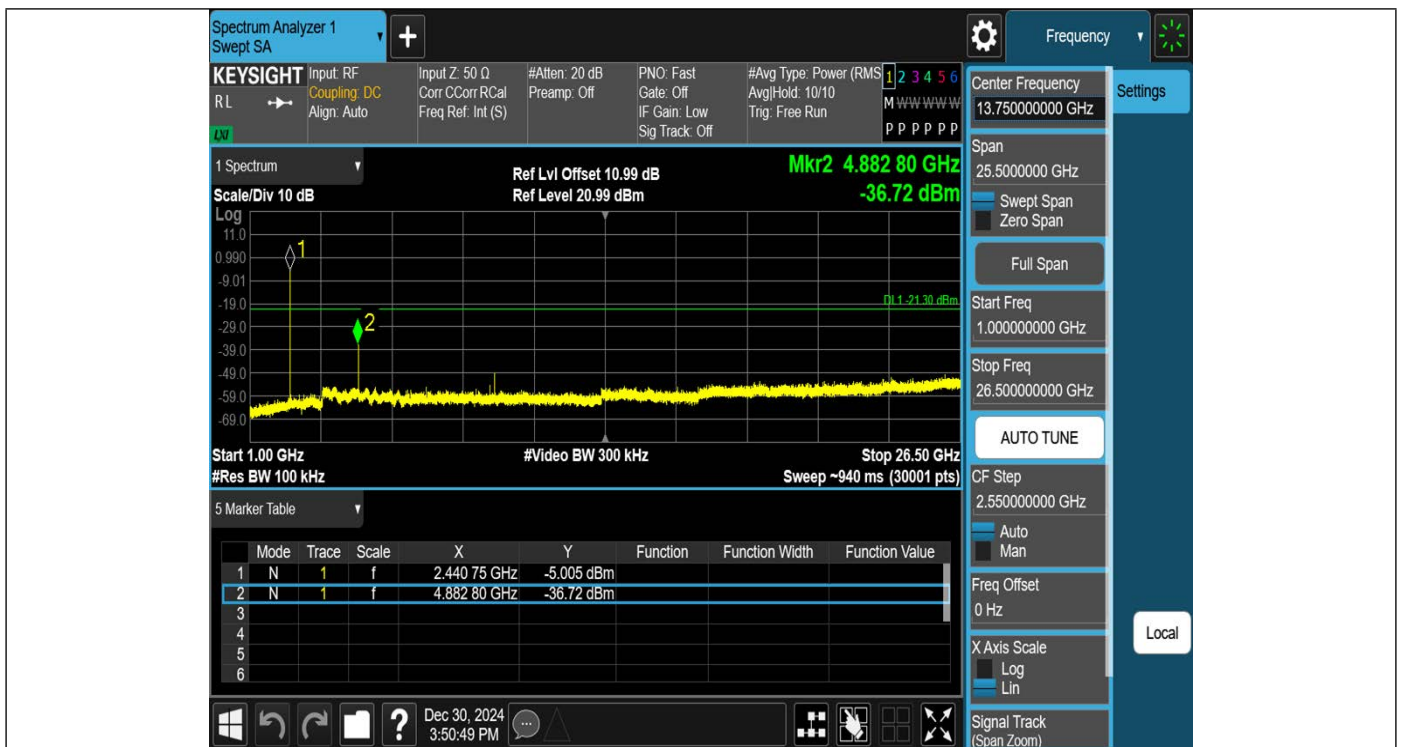 Spectrum Analyzer 1
Swept SA
+
Frequency
KEYSIGHT
RL
LXI
Input: RF
Coupling: DC
Align: Auto
Input Z: 50 Ω
Corr CCorr RCal
Freq Ref: Int (S)
#Atten: 20 dB
Preamp: Off
PNO: Fast
Gate: Off
IF Gain: Low
Sig Track: Off
#Avg Type: Power (RMS
Avg|Hold: 10/10
Trig: Free Run
1 2 3 4 5 6
M W W W W W
P P P P P P
1 Spectrum
Scale/Div 10 dB
Ref Lvl Offset 10.99 dB
Ref Level 20.99 dBm
Mkr2 4.882 80 GHz
-36.72 dBm
Log
11.0
0.990
-9.01
-19.0
-29.0
-39.0
-49.0
-59.0
-69.0
1
2
DL1 -21.30 dBm
Start 1.00 GHz
#Res BW 100 kHz
#Video BW 300 kHz
Stop 26.50 GHz
Sweep ~940 ms (30001 pts)
5 Marker Table
Mode Trace Scale X Y Function Function Width Function Value
1 N 1 f 2.440 75 GHz -5.005 dBm
2 N 1 f 4.882 80 GHz -36.72 dBm
3
4
5
6
?
Dec 30, 2024
3:50:49 PM
Center Frequency
13.750000000 GHz
Settings
Span
25.5000000 GHz
Swept Span
Zero Span
Full Span
Start Freq
1.000000000 GHz
Stop Freq
26.500000000 GHz
AUTO TUNE
CF Step
2.550000000 GHz
Auto
Man
Freq Offset
0 Hz
X Axis Scale
Log
Lin
Local
Signal Track
(Span Zoom)